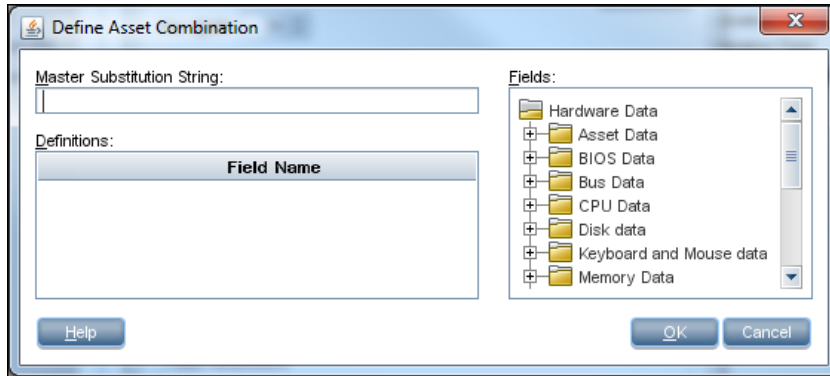 Define Asset Combination
Master Substitution String:
Definitions:
Field Name
Fields:
Hardware Data
Asset Data
BIOS Data
Bus Data
CPU Data
Disk data
Keyboard and Mouse data
Memory Data
Help
OK
Cancel